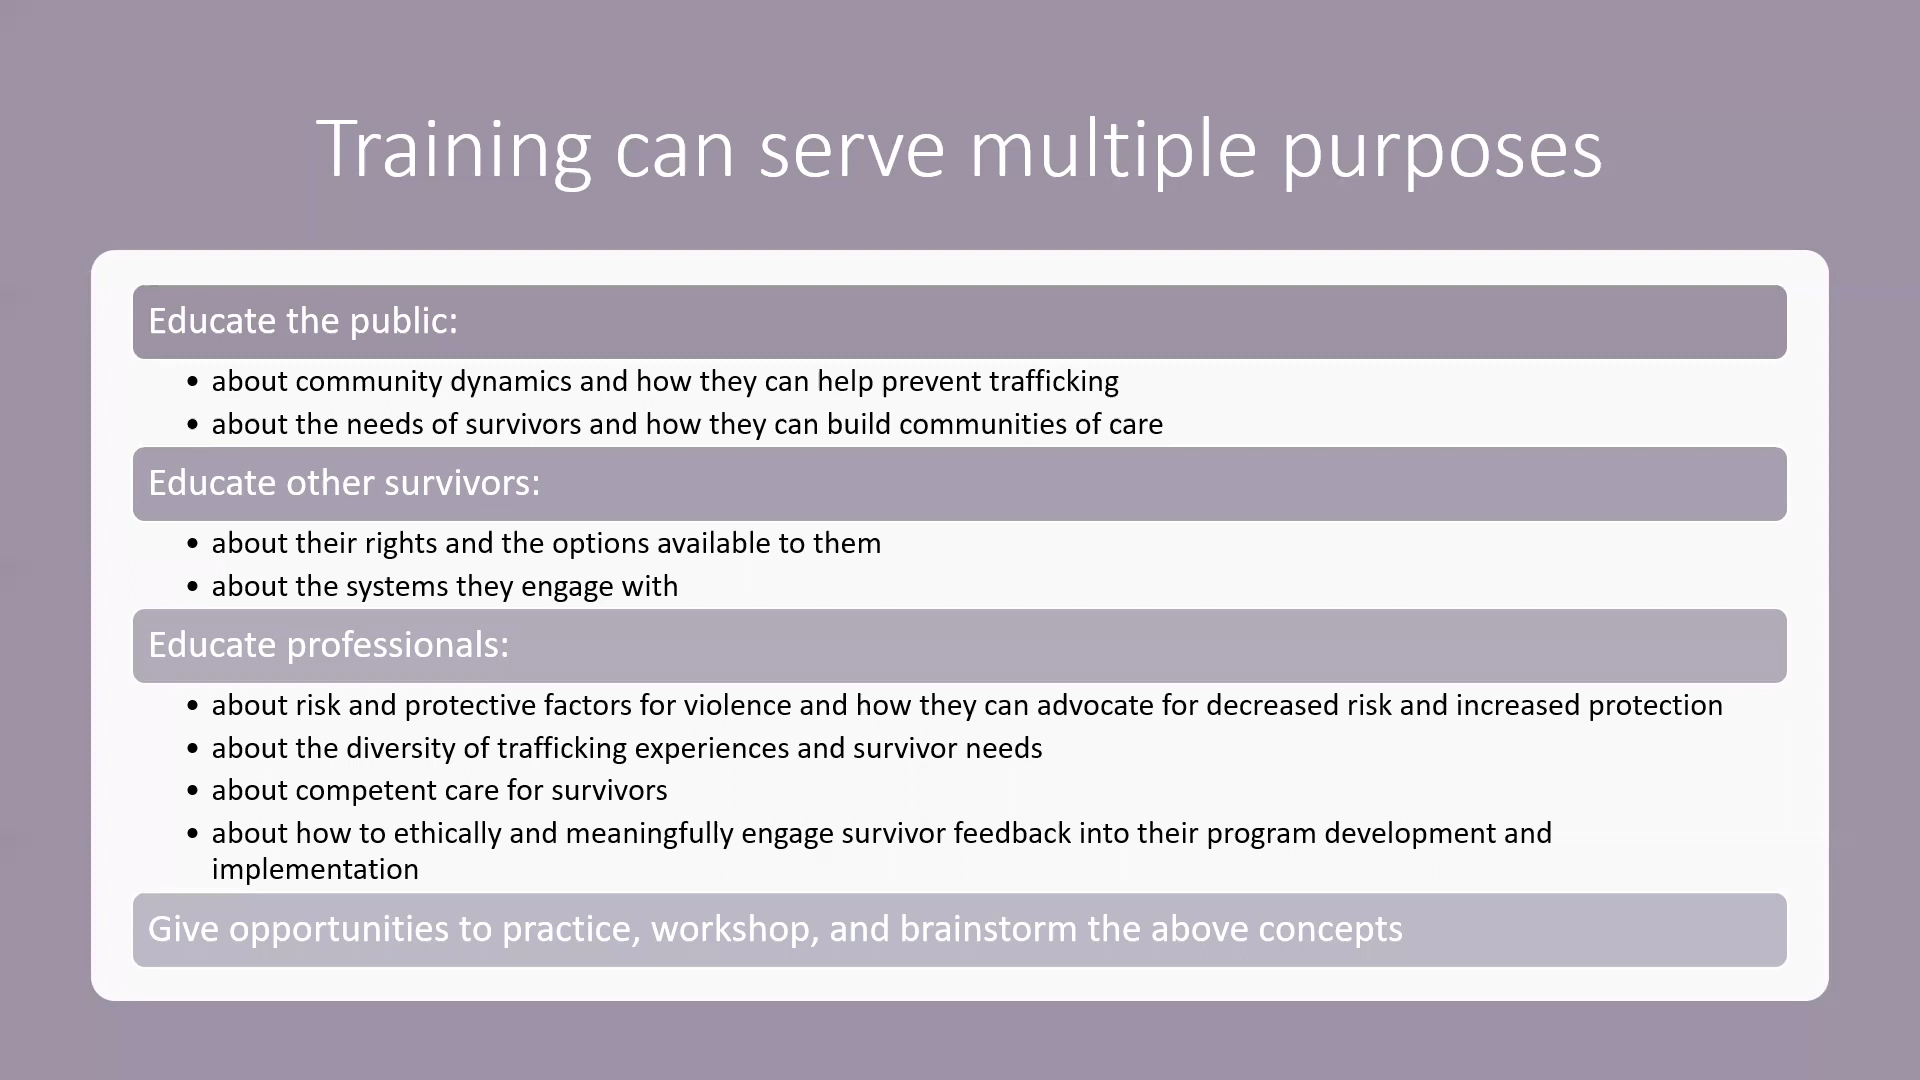 Training can serve multiple purposes
Educate the public:
• about community dynamics and how they can help prevent trafficking
• about the needs of survivors and how they can build communities of care
Educate other survivors:
• about their rights and the options available to them
• about the systems they engage with
Educate professionals:
• about risk and protective factors for violence and how they can advocate for decreased risk and increased protection
• about the diversity of trafficking experiences and survivor needs
• about competent care for survivors
• about how to ethically and meaningfully engage survivor feedback into their program development and
implementation
Give opportunities to practice, workshop, and brainstorm the above concepts